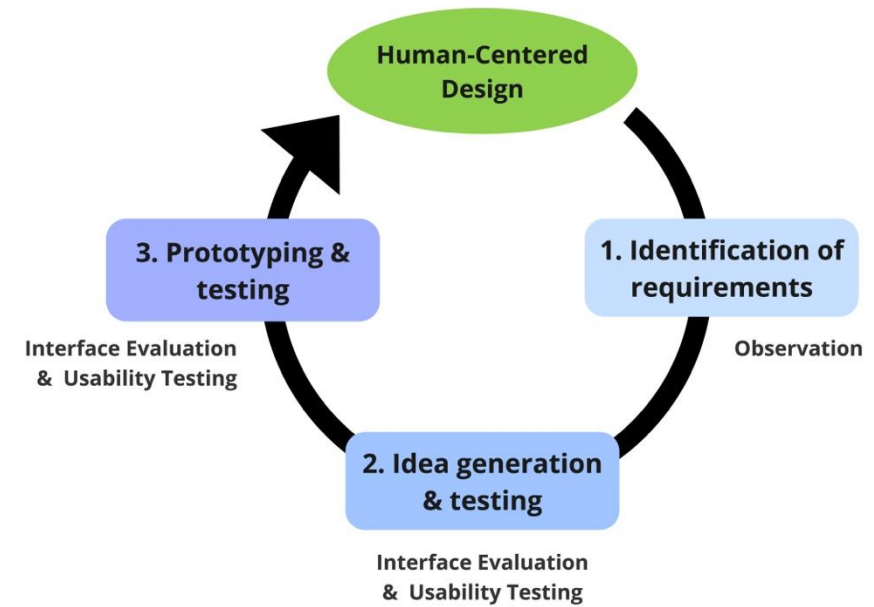 Human-Centered
Design
1. Identification of
requirements
Observation
2. Idea generation
& testing
Interface Evaluation
& Usability Testing
3. Prototyping &
testing
Interface Evaluation
& Usability Testing